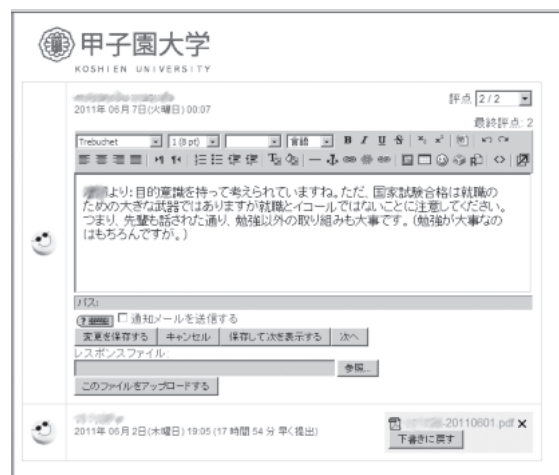 甲子園大学
KOSHIEN UNIVERSITY
2011年 06月 7日(火曜日) 00:07
評点 2 / 2
最終評点: 2
Trebuchet 1 (8 pt) 言語 B I U S
パス:
より: 目的意識を持って考えられていますね。ただ、国家試験合格は就職の
ための大きな武器ではありますが就職とイコールではないことに注意してください。
つまり、先輩も話された通り、勉強以外の取り組みも大事です。(勉強が大事なの
はもちろんですが。)
通知メールを送信する
変更を保存する キャンセル 保存して次を表示する 次へ
レスポンスファイル:
参照...
このファイルをアップロードする
2011年 06月 2日(木曜日) 19:05 (17 時間 54 分 早く提出)
-20110601.pdf
下書きに戻す